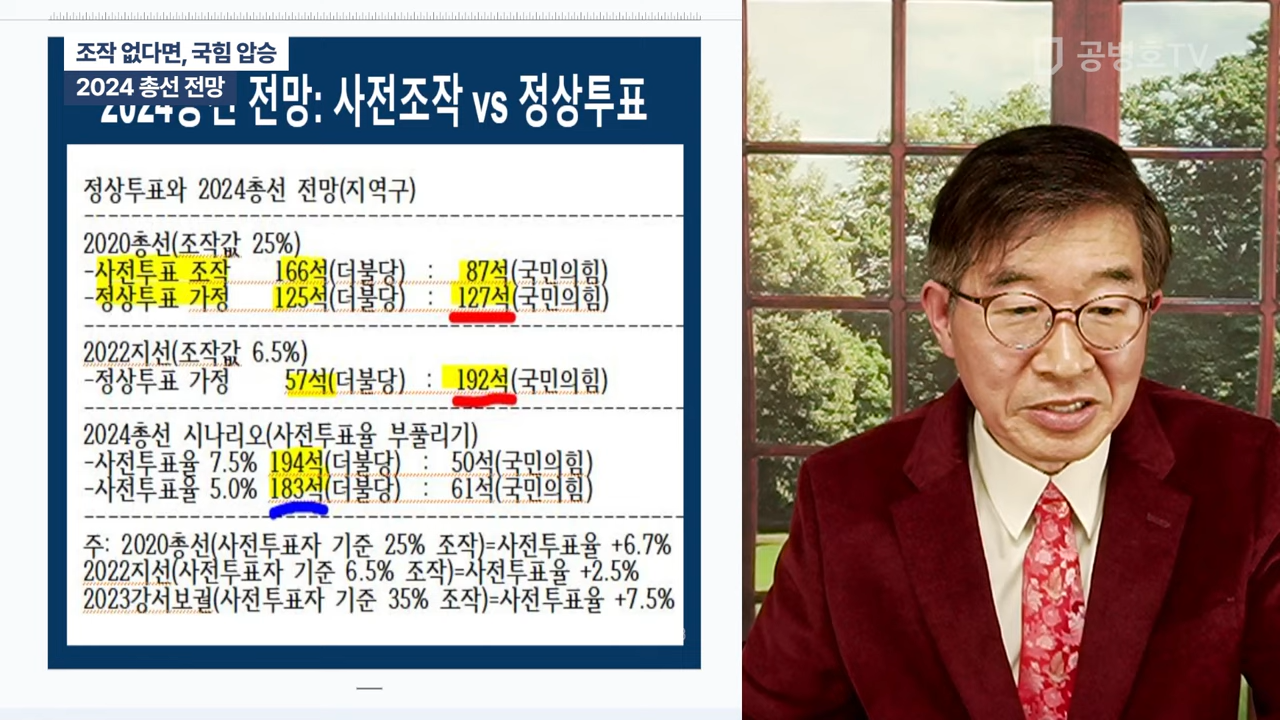 조작 없다면, 국힘 압승
2024 총선 전망
2024총선 전망: 사전조작 vs 정상투표
정상투표와 2024총선 전망(지역구)
2020총선(조작값 25%)
-사전투표 조작 166석(더불당) : 87석(국민의힘)
-정상투표 가정 125석(더불당) : 127석(국민의힘)
2022지선(조작값 6.5%)
-정상투표 가정 57석(더불당) : 192석(국민의힘)
2024총선 시나리오(사전투표율 부풀리기)
-사전투표율 7.5% 194석(더불당) : 50석(국민의힘)
-사전투표율 5.0% 183석(더불당) : 61석(국민의힘)
주: 2020총선(사전투표자 기준 25% 조작)=사전투표율 +6.7%
2022지선(사전투표자 기준 6.5% 조작)=사전투표율 +2.5%
2023강서보궐(사전투표자 기준 35% 조작)=사전투표율 +7.5%
공병호TV